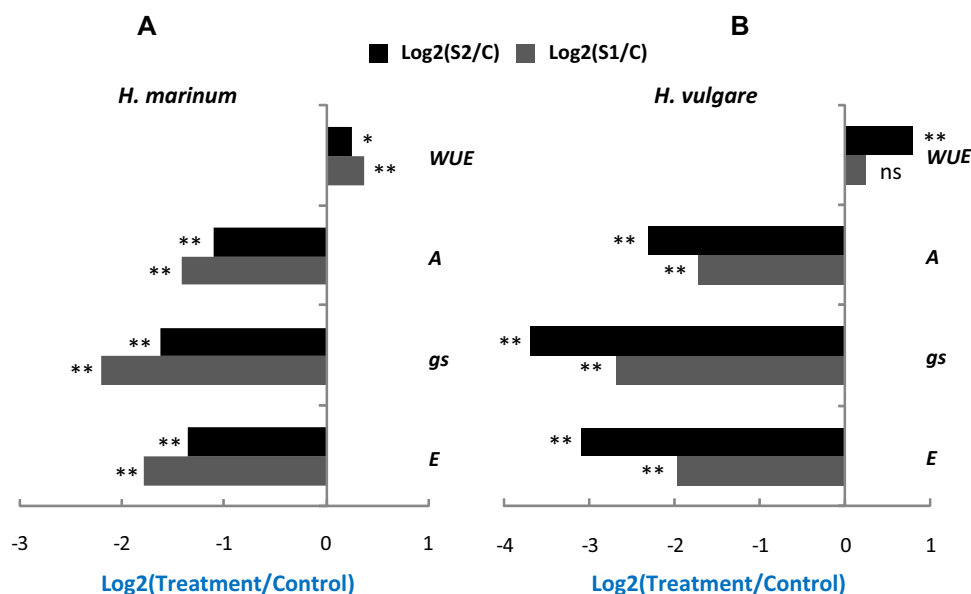 A B
Log2(S2/C) Log2(S1/C)
H. marinum H. vulgare
* **
WUE WUE
** ns
** **
A A
** **
** **
gs gs
** **
** **
E E
** **
-3 -2 -1 0 1 -4 -3 -2 -1 0 1
Log2(Treatment/Control) Log2(Treatment/Control)